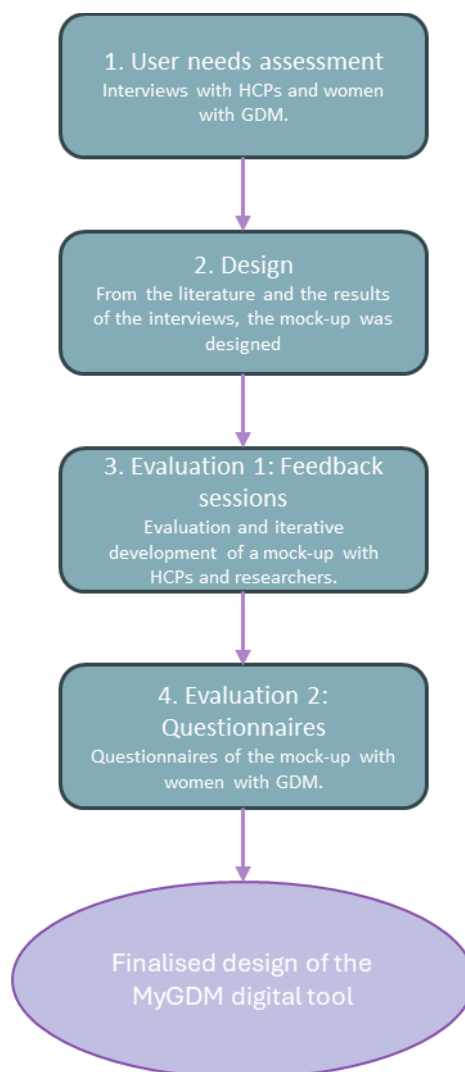 1. User needs assessment
Interviews with HCPs and women
with GDM.
2. Design
From the literature and the results
of the interviews, the mock-up was
designed
3. Evaluation 1: Feedback
sessions
Evaluation and iterative
development of a mock-up with
HCPs and researchers.
4. Evaluation 2:
Questionnaires
Questionnaires of the mock-up with
women with GDM.
Finalised design of the
MyGDM digital tool